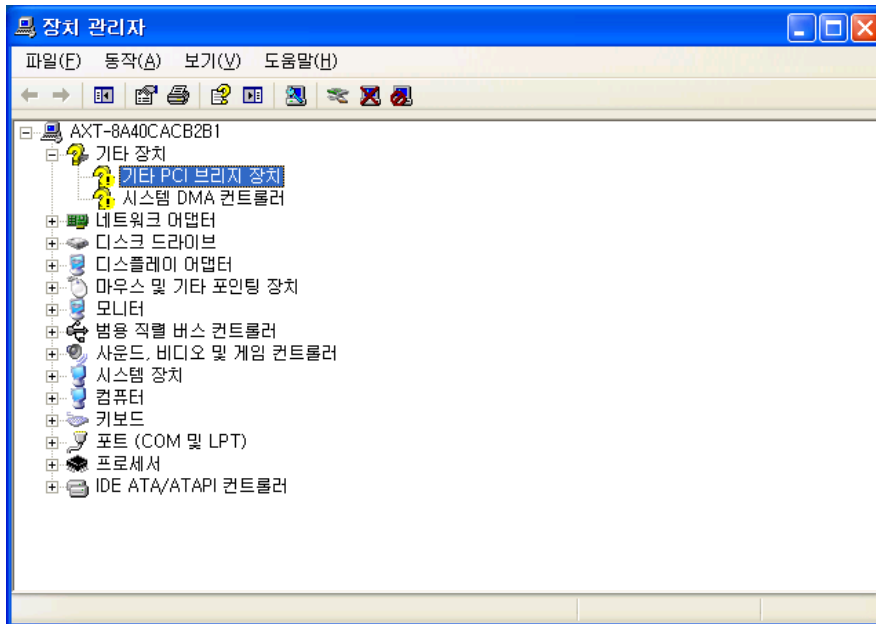 장치 관리자
파일(F) 동작(A) 보기(V) 도움말(H)
AXT-8A40CACB2B1
기타 장치
기타 PCI 브리지 장치
시스템 DMA 컨트롤러
네트워크 어댑터
디스크 드라이브
디스플레이 어댑터
마우스 및 기타 포인팅 장치
모니터
범용 직렬 버스 컨트롤러
사운드, 비디오 및 게임 컨트롤러
시스템 장치
컴퓨터
키보드
포트 (COM 및 LPT)
프로세서
IDE ATA/ATAPI 컨트롤러